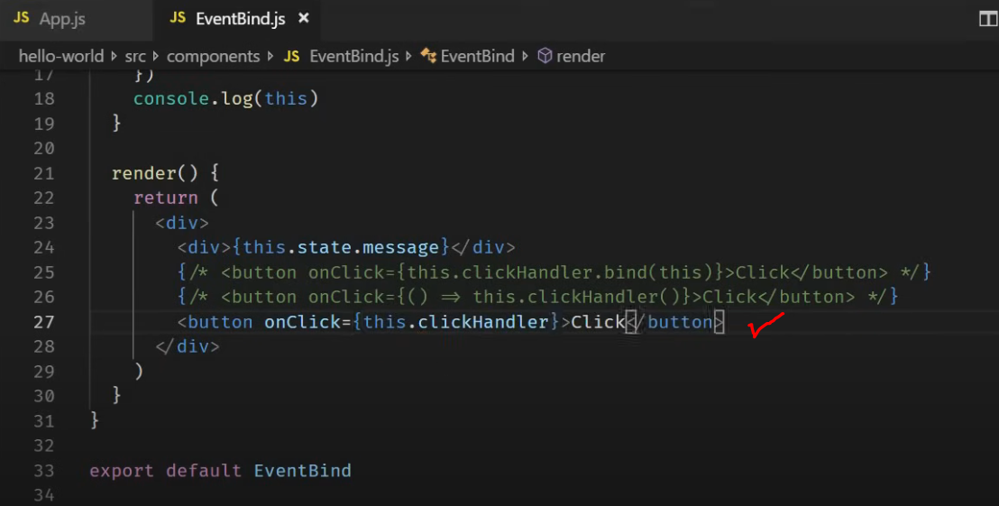 JS App.js JS EventBind.js ×
hello-world > src > components > JS EventBind.js > EventBind > render
17 })
18 console.log(this)
19 }
20
21 render() {
22 return (
23 <div>
24 <div>{this.state.message}</div>
25 {/* <button onClick={this.clickHandler.bind(this)}>Click</button> */}
26 {/* <button onClick={() => this.clickHandler()}>Click</button> */}
27 <button onClick={this.clickHandler}>Click</button>
28 </div>
29 )
30 }
31 }
32
33 export default EventBind
34